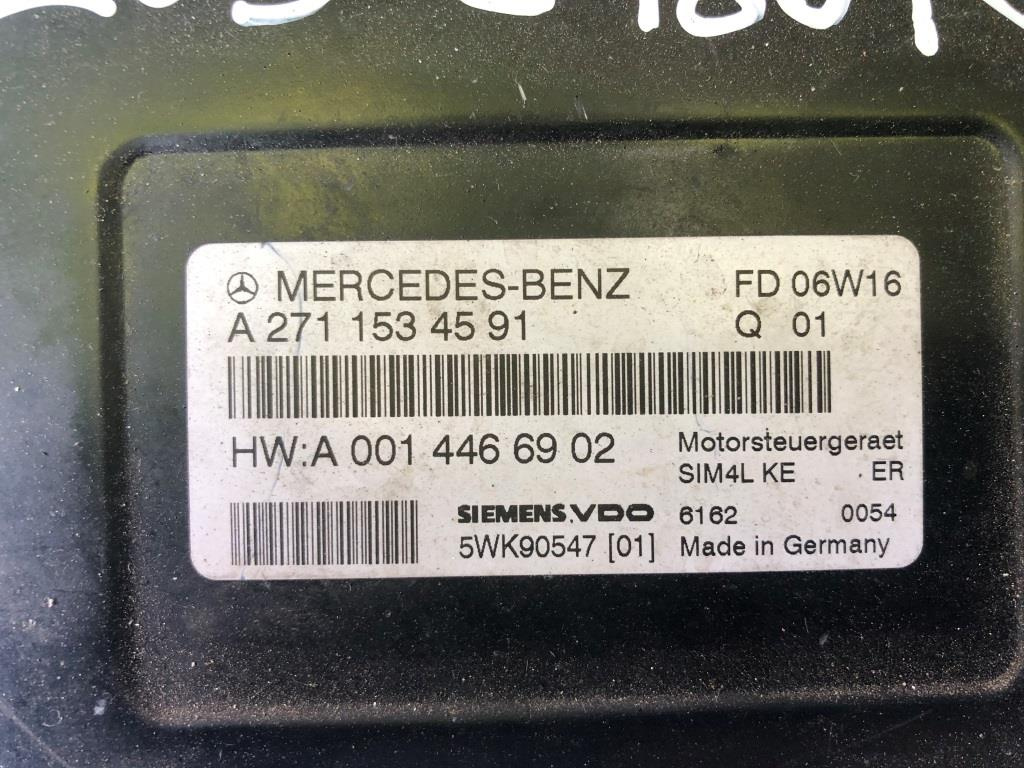 MERCEDES-BENZ FD 06W16
A 271 153 45 91 Q 01
HW:A 001 446 69 02 Motorsteuergeraet
SIM4L KE . ER
SIEMENS VDO 6162 0054
5WK90547 [01] Made in Germany